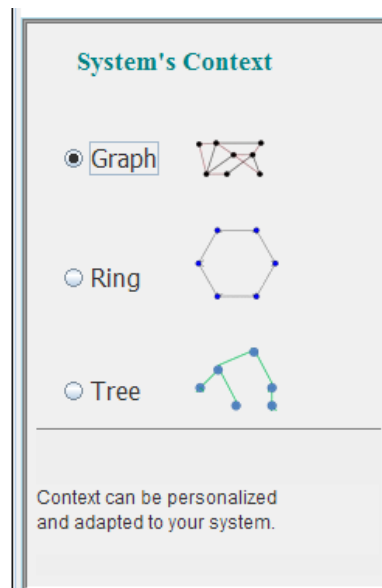 System's Context
Graph
Ring
Tree
Context can be personalized
and adapted to your system.